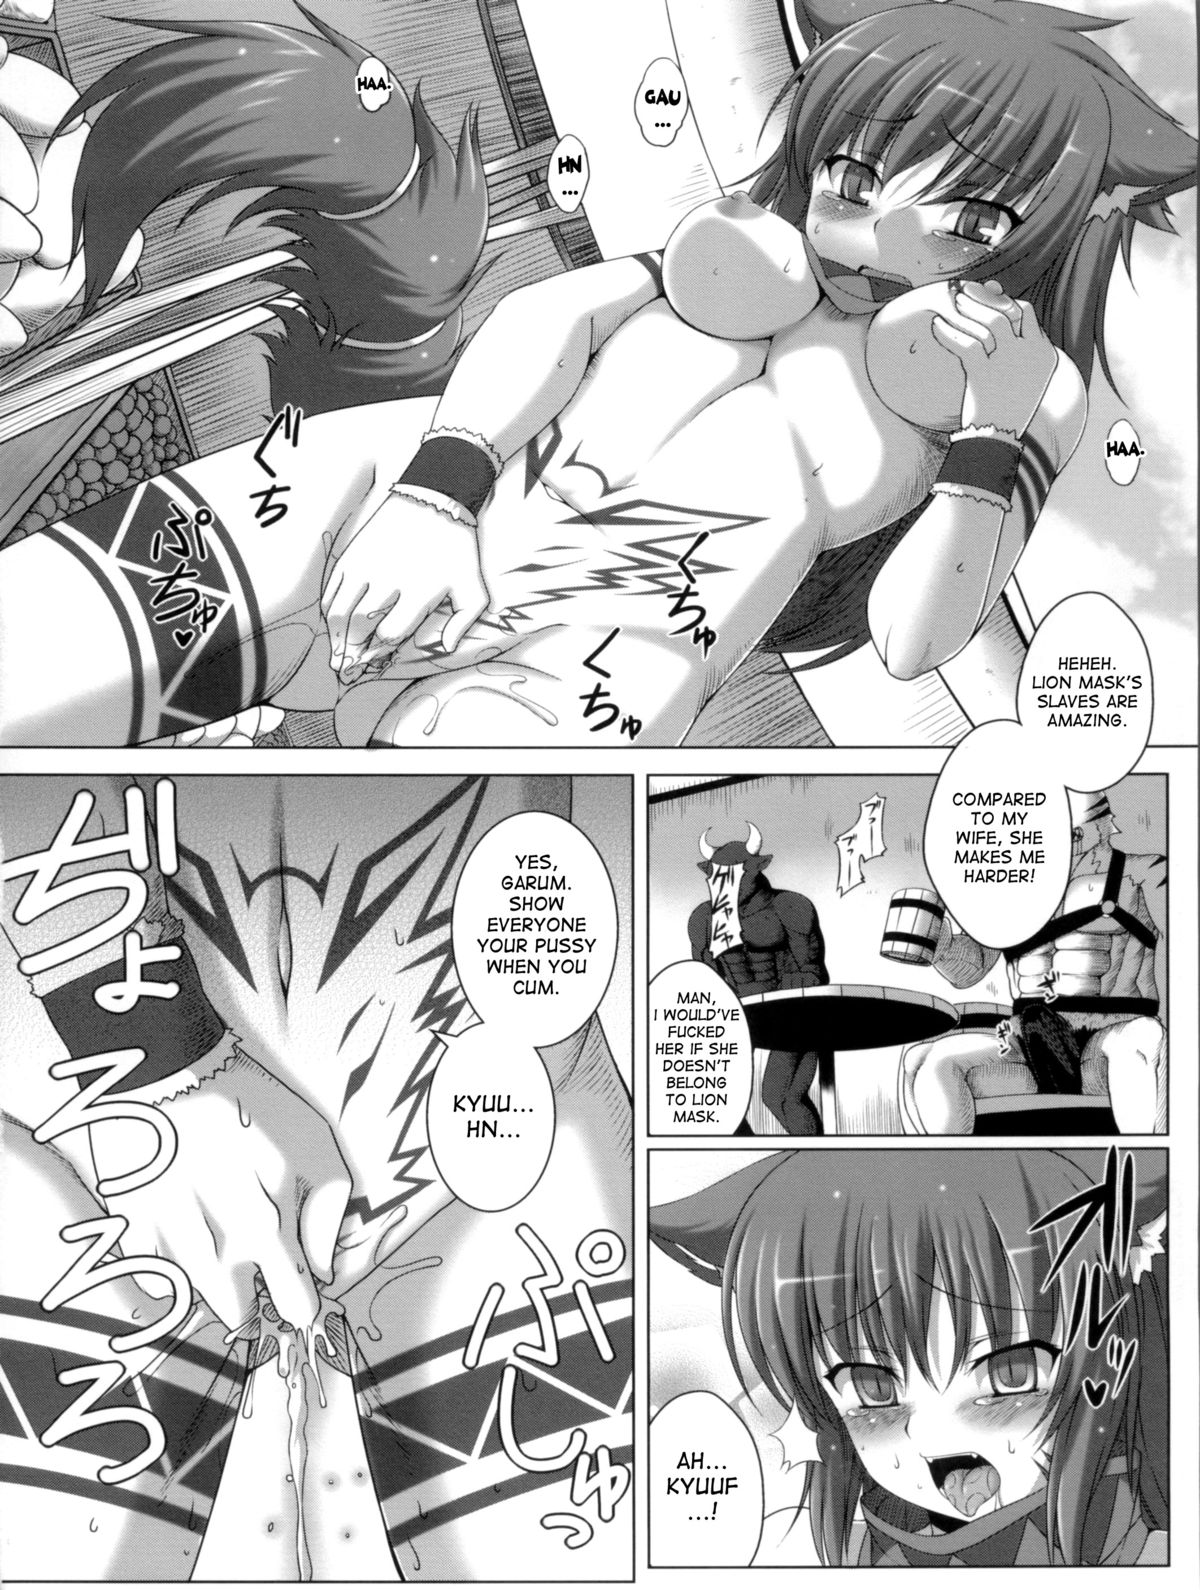 HAA.
GAU
...
HN
...
HAA.
ぐちゅ
ぷちゅ♥
くちゅ
くちゅ
HEHEH.
LION MASK'S
SLAVES ARE
AMAZING.
COMPARED
TO MY
WIFE, SHE
MAKES ME
HARDER!
MAN,
I WOULD'VE
FUCKED
HER IF SHE
DOESN'T
BELONG
TO LION
MASK.
YES,
GARUM.
SHOW
EVERYONE
YOUR PUSSY
WHEN YOU
CUM.
KYUU...
HN...
ぢょろろろろ
ぷしゅっ
AH...
KYUUF
...!